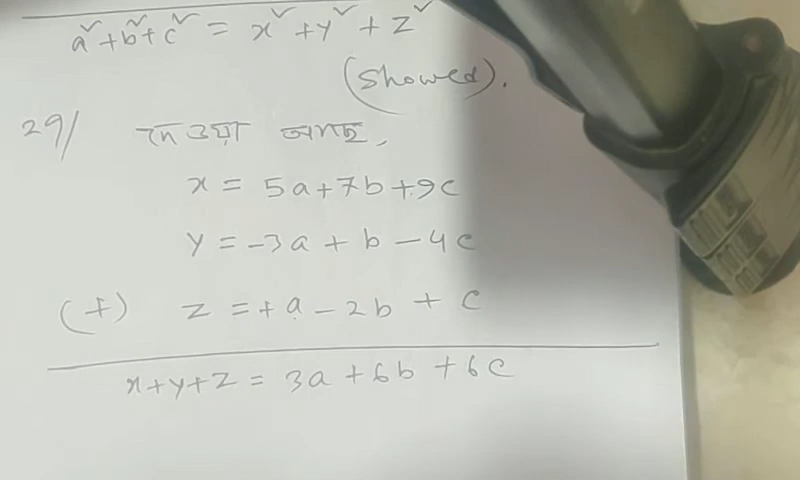 a² + b² + c² = x² + y² + z²
(Showed).
29/ দেওয়া আছে,
x = 5a + 7b + 9c
y = -3a + b - 4c
(+) z = +a - 2b + c
x + y + z = 3a + 6b + 6c